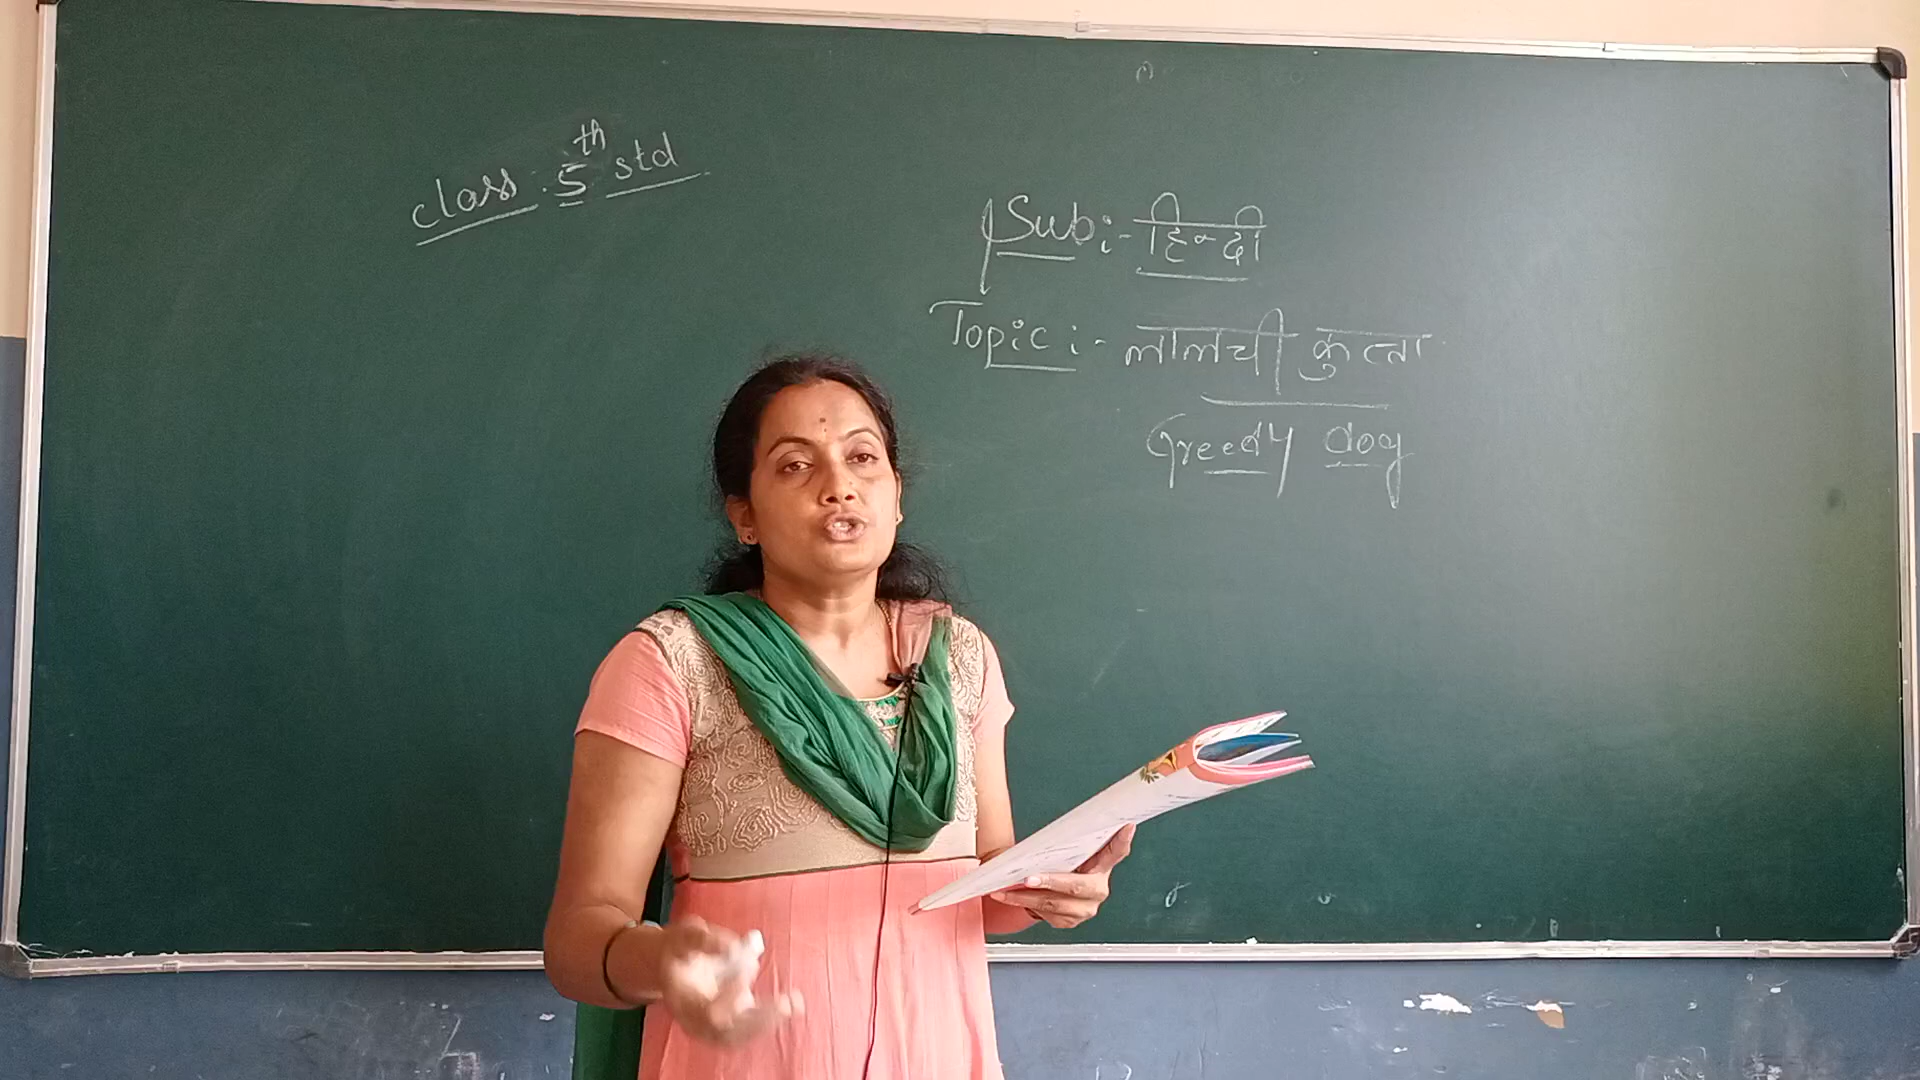 class : 5th std
Sub :- हिन्दी
Topic :- लालची कुत्ता
Greedy dog